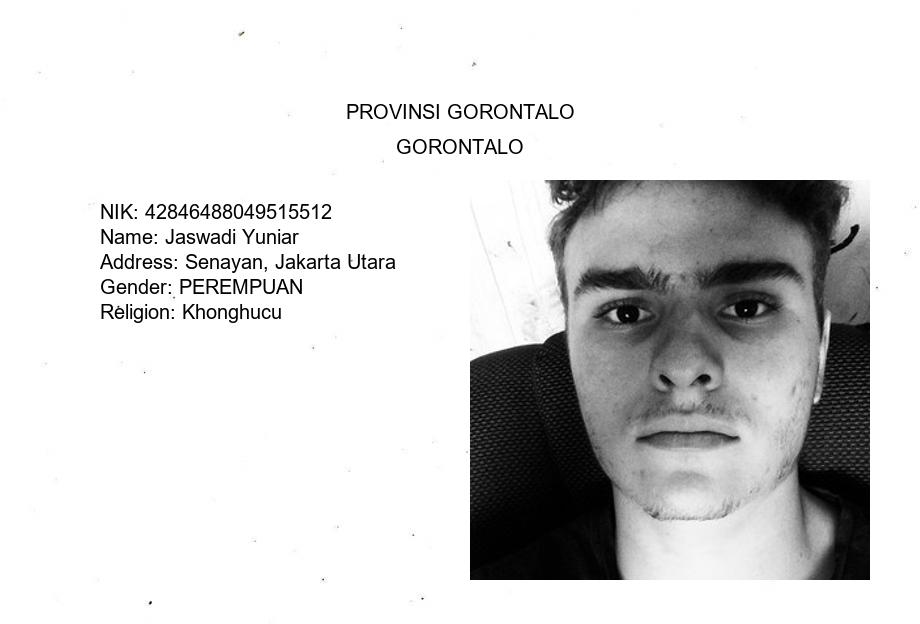 PROVINSI GORONTALO
GORONTALO
NIK: 42846488049515512
Name: Jaswadi Yuniar
Address: Senayan, Jakarta Utara
Gender: PEREMPUAN
Religion: Khonghucu